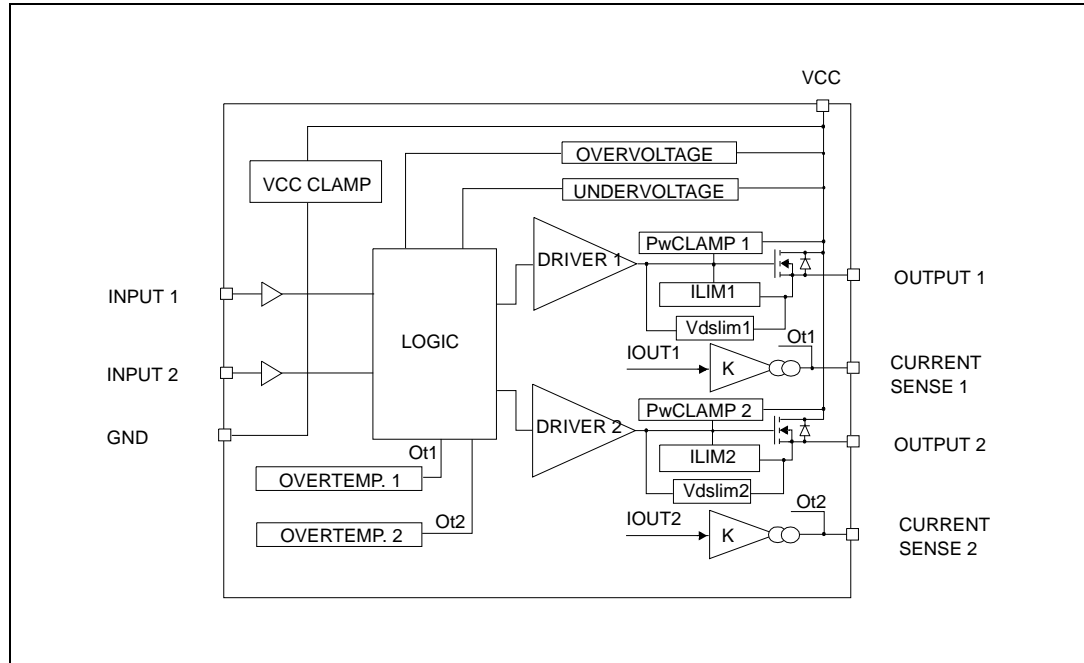 VCC
OVERVOLTAGE
VCC CLAMP
UNDERVOLTAGE
PwCLAMP 1
DRIVER 1
OUTPUT 1
INPUT 1
ILIM1
Vdslim1
LOGIC
Ot1
IOUT1
K
CURRENT
SENSE 1
INPUT 2
PwCLAMP 2
DRIVER 2
GND
OUTPUT 2
Ot1
ILIM2
OVERTEMP. 1
Vdslim2
Ot2
Ot2
IOUT2
OVERTEMP. 2
K
CURRENT
SENSE 2